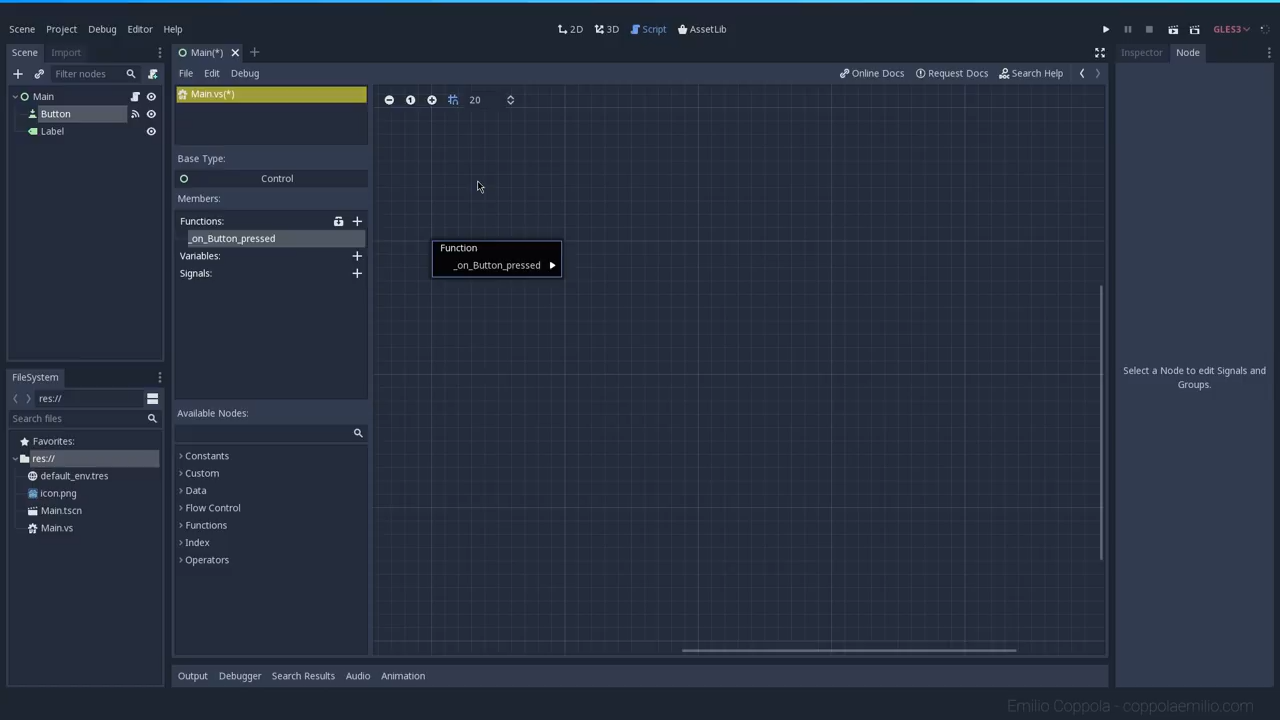 Scene Project Debug Editor Help
2D 3D Script AssetLib
GLES3
Scene Import
Filter nodes
Main
Button
Label
Main(*)
File Edit Debug
Online Docs Request Docs Search Help
Main.vs(*)
Base Type:
Control
Members:
Functions:
_on_Button_pressed
Variables:
Signals:
Available Nodes:
Constants
Custom
Data
Flow Control
Functions
Index
Operators
20
Function
_on_Button_pressed
FileSystem
res://
Search files
Favorites:
res://
default_env.tres
icon.png
Main.tscn
Main.vs
Output Debugger Search Results Audio Animation
Inspector Node
Select a Node to edit Signals and
Groups.
Emilio Coppola - coppolaemilio.com